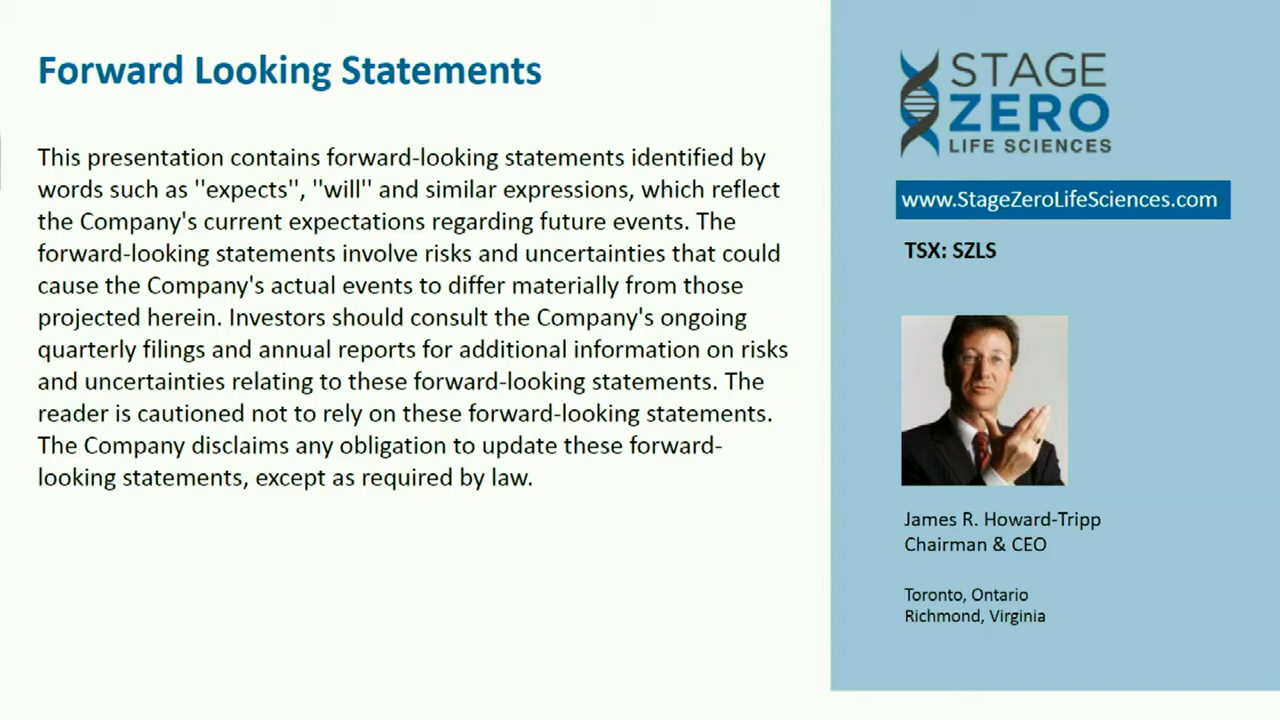 Forward Looking Statements
This presentation contains forward-looking statements identified by
words such as "expects", "will" and similar expressions, which reflect
the Company's current expectations regarding future events. The
forward-looking statements involve risks and uncertainties that could
cause the Company's actual events to differ materially from those
projected herein. Investors should consult the Company's ongoing
quarterly filings and annual reports for additional information on risks
and uncertainties relating to these forward-looking statements. The
reader is cautioned not to rely on these forward-looking statements.
The Company disclaims any obligation to update these forward-
looking statements, except as required by law.
STAGE
ZERO
LIFE SCIENCES
www.StageZeroLifeSciences.com
TSX: SZLS
James R. Howard-Tripp
Chairman & CEO
Toronto, Ontario
Richmond, Virginia